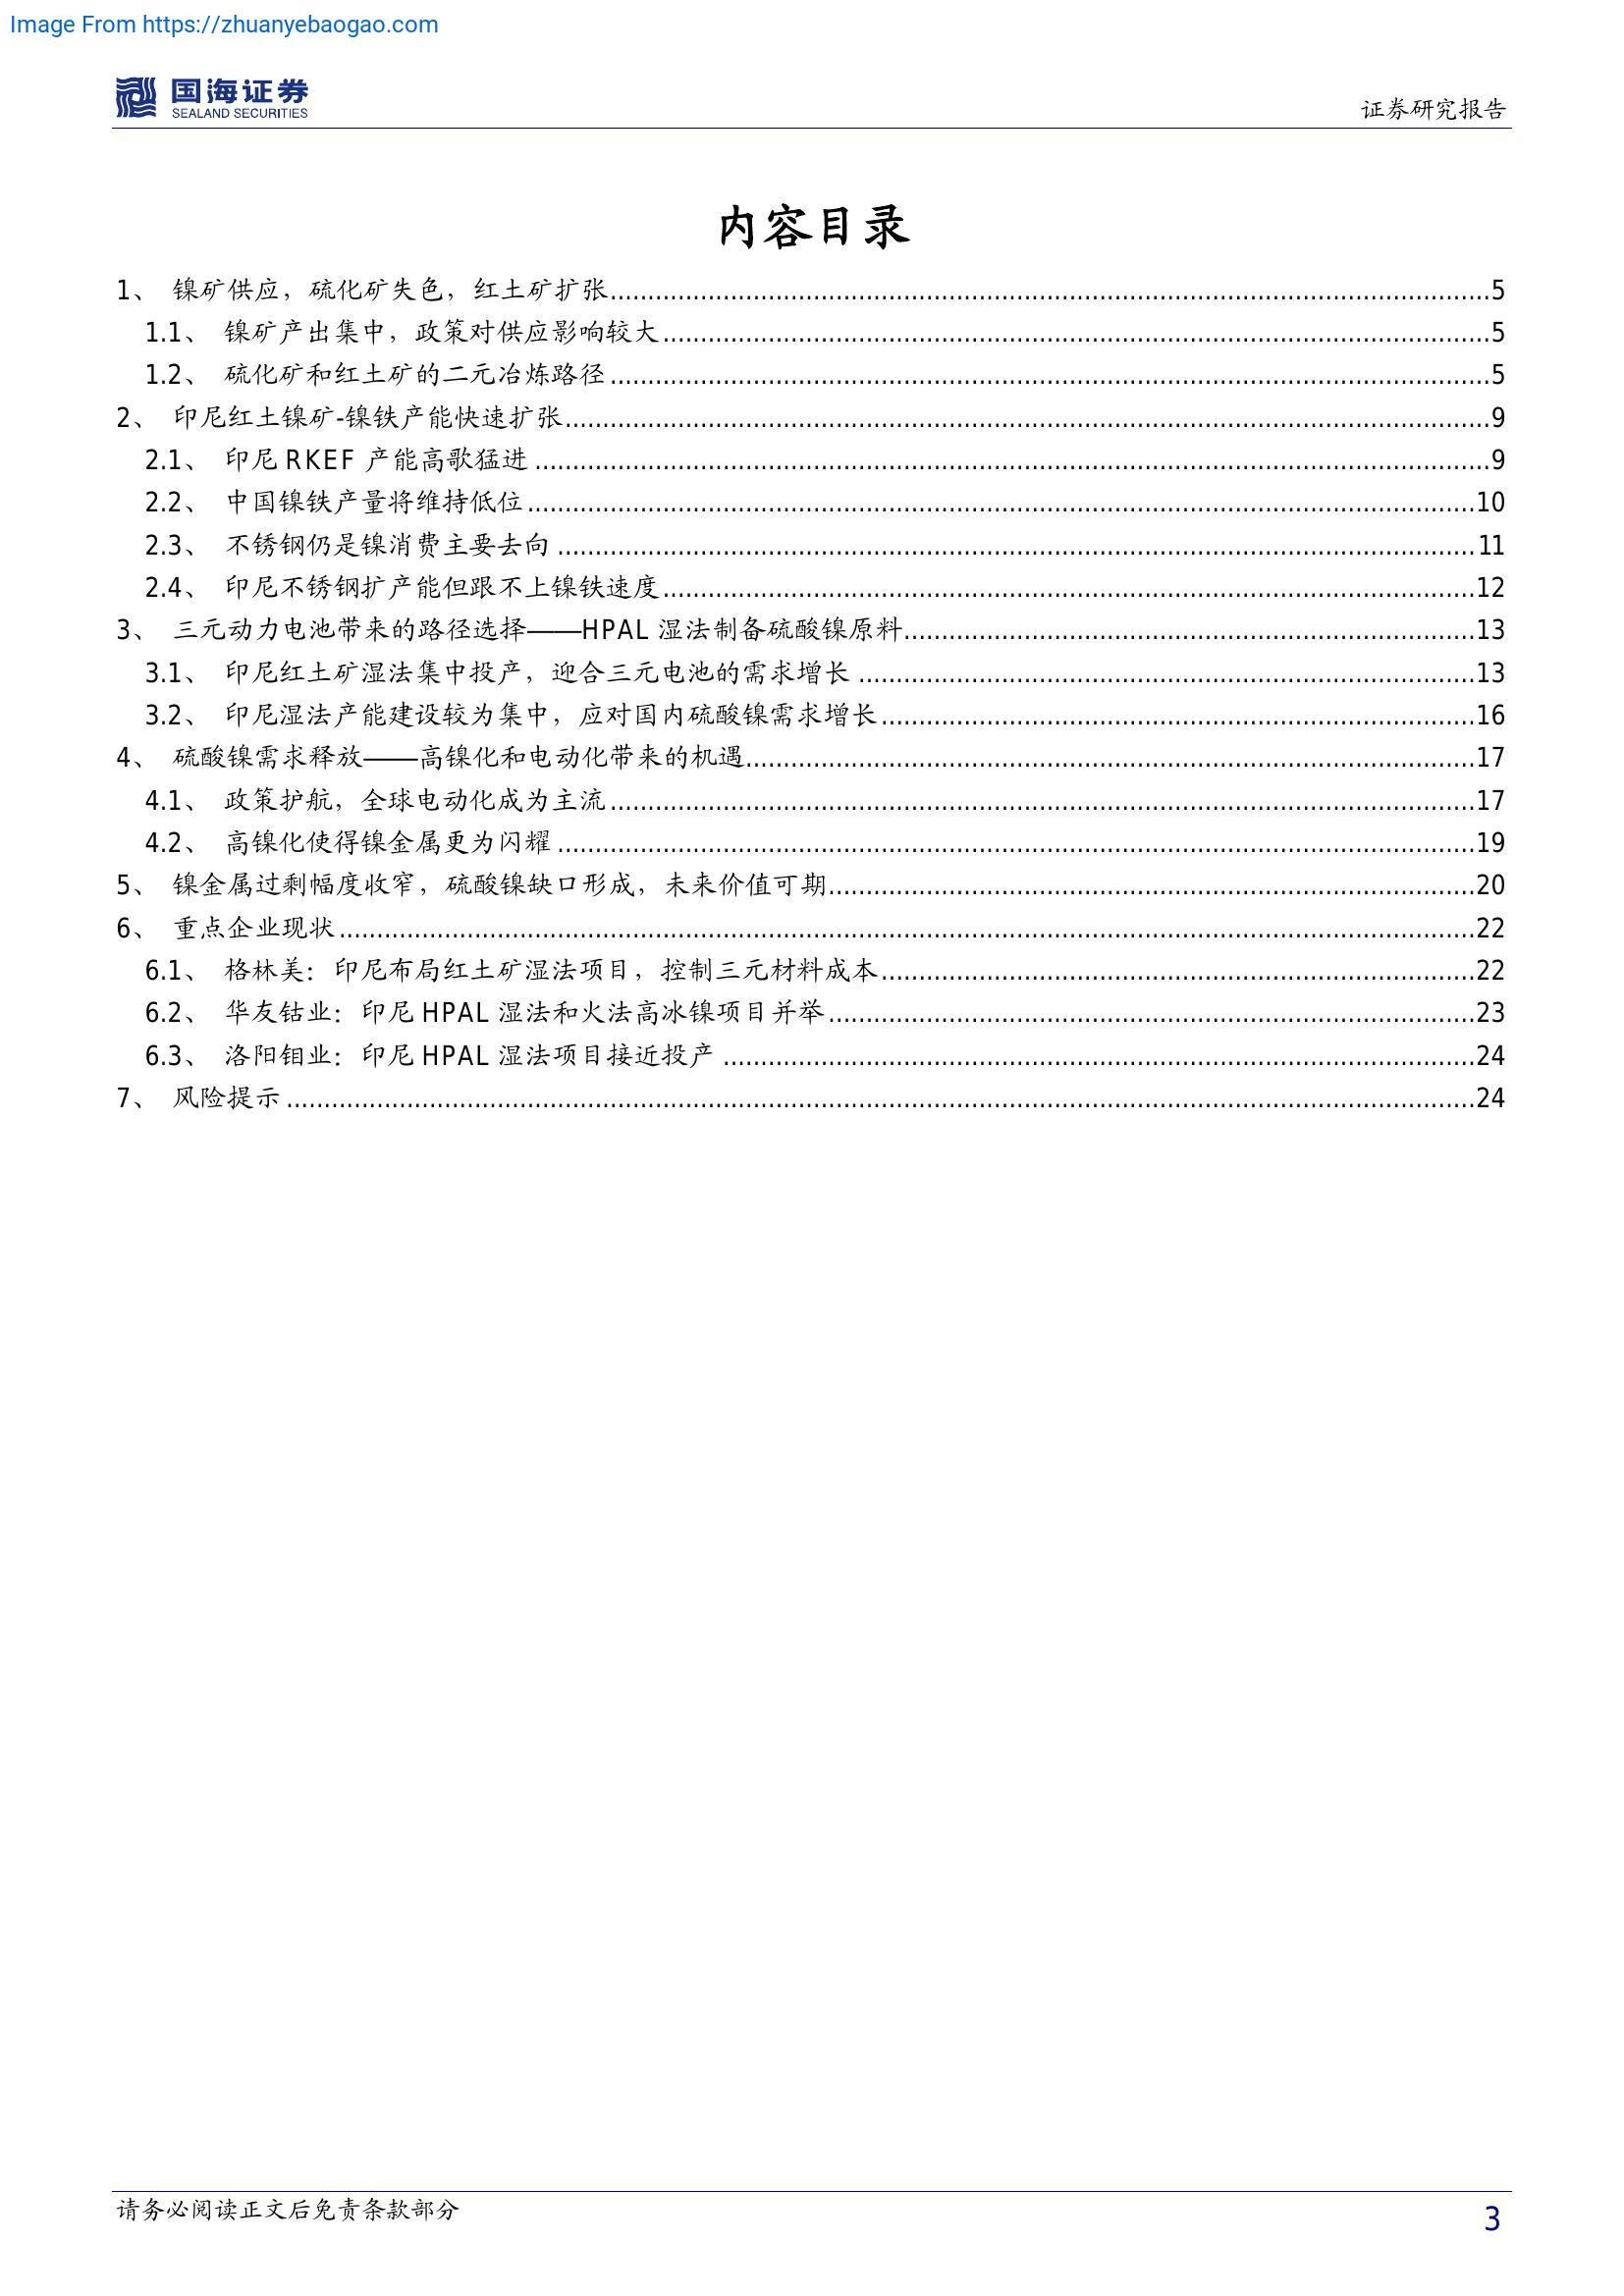 Image From https://zhuanyebaogao.com
国海证券
SEALAND SECURITIES
证券研究报告
内容目录
1、 镍矿供应，硫化矿失色，红土矿扩张....................5
1.1、 镍矿产出集中，政策对供应影响较大....................5
1.2、 硫化矿和红土矿的二元冶炼路径....................5
2、 印尼红土镍矿-镍铁产能快速扩张....................9
2.1、 印尼 RKEF 产能高歌猛进....................9
2.2、 中国镍铁产量将维持低位....................10
2.3、 不锈钢仍是镍消费主要去向....................11
2.4、 印尼不锈钢扩产能但跟不上镍铁速度....................12
3、 三元动力电池带来的路径选择——HPAL 湿法制备硫酸镍原料....................13
3.1、 印尼红土矿湿法集中投产，迎合三元电池的需求增长....................13
3.2、 印尼湿法产能建设较为集中，应对国内硫酸镍需求增长....................16
4、 硫酸镍需求释放——高镍化和电动化带来的机遇....................17
4.1、 政策护航，全球电动化成为主流....................17
4.2、 高镍化使得镍金属更为闪耀....................19
5、 镍金属过剩幅度收窄，硫酸镍缺口形成，未来价值可期....................20
6、 重点企业现状....................22
6.1、 格林美：印尼布局红土矿湿法项目，控制三元材料成本....................22
6.2、 华友钴业：印尼 HPAL 湿法和火法高冰镍项目并举....................23
6.3、 洛阳钼业：印尼 HPAL 湿法项目接近投产....................24
7、 风险提示....................24
请务必阅读正文后免责条款部分
3